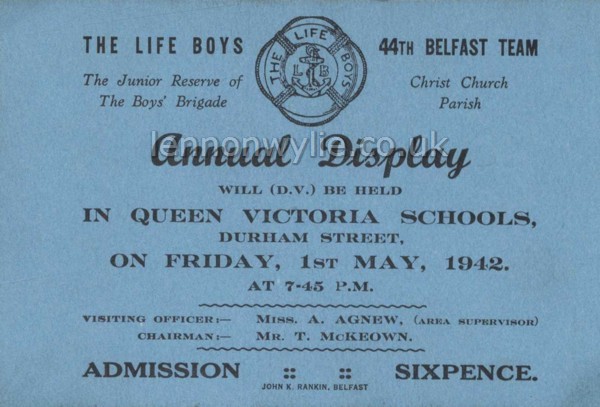 THE LIFE BOYS
The Junior Reserve of
The Boys' Brigade
THE LIFE BOYS
L B
44TH BELFAST TEAM
Christ Church
Parish
lennonwylie.co.uk
Annual Display
WILL (D.V.) BE HELD
IN QUEEN VICTORIA SCHOOLS,
DURHAM STREET,
ON FRIDAY, 1ST MAY, 1942.
AT 7-45 P.M.
VISITING OFFICER:— MISS. A. AGNEW, (AREA SUPERVISOR)
CHAIRMAN:— MR. T. McKEOWN.
ADMISSION :: :: SIXPENCE.
JOHN K. RANKIN, BELFAST